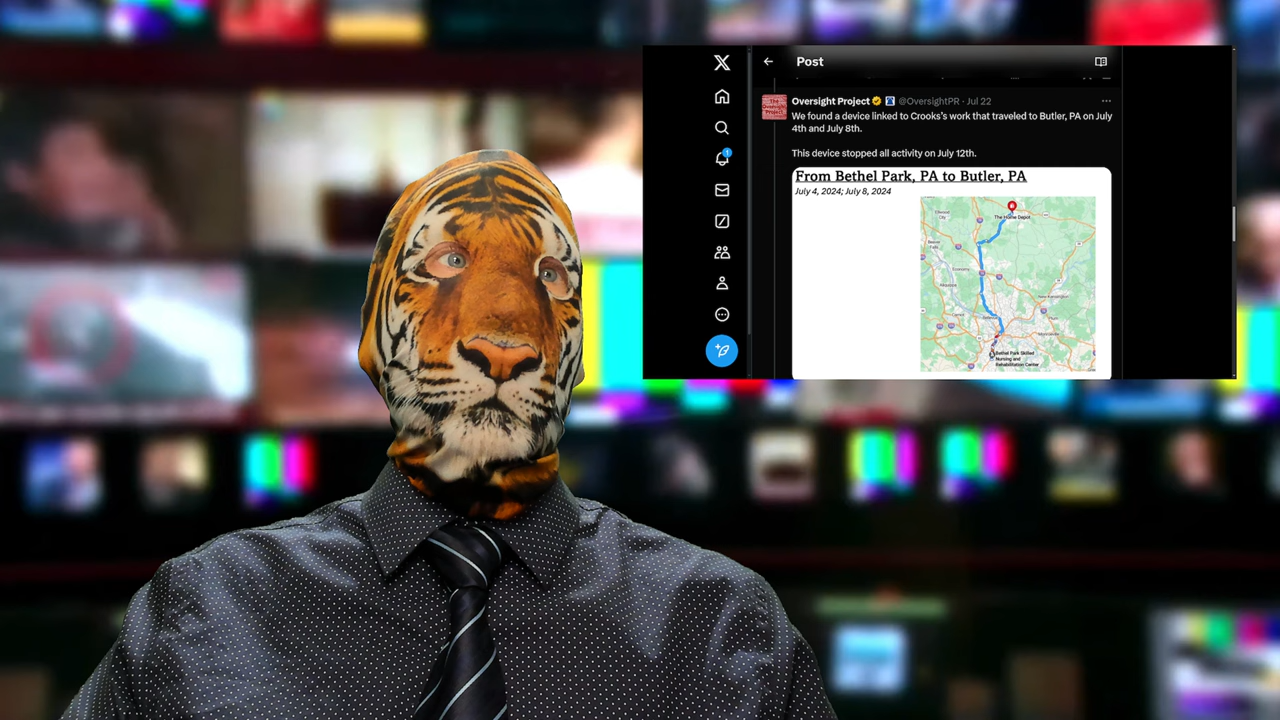 Post
Oversight Project @OversightPR · Jul 22
We found a device linked to Crooks's work that traveled to Butler, PA on July
4th and July 8th.
This device stopped all activity on July 12th.
From Bethel Park, PA to Butler, PA
July 4, 2024; July 8, 2024
The Home Depot
Bethel Park Skilled
Nursing and
Rehabilitation Center